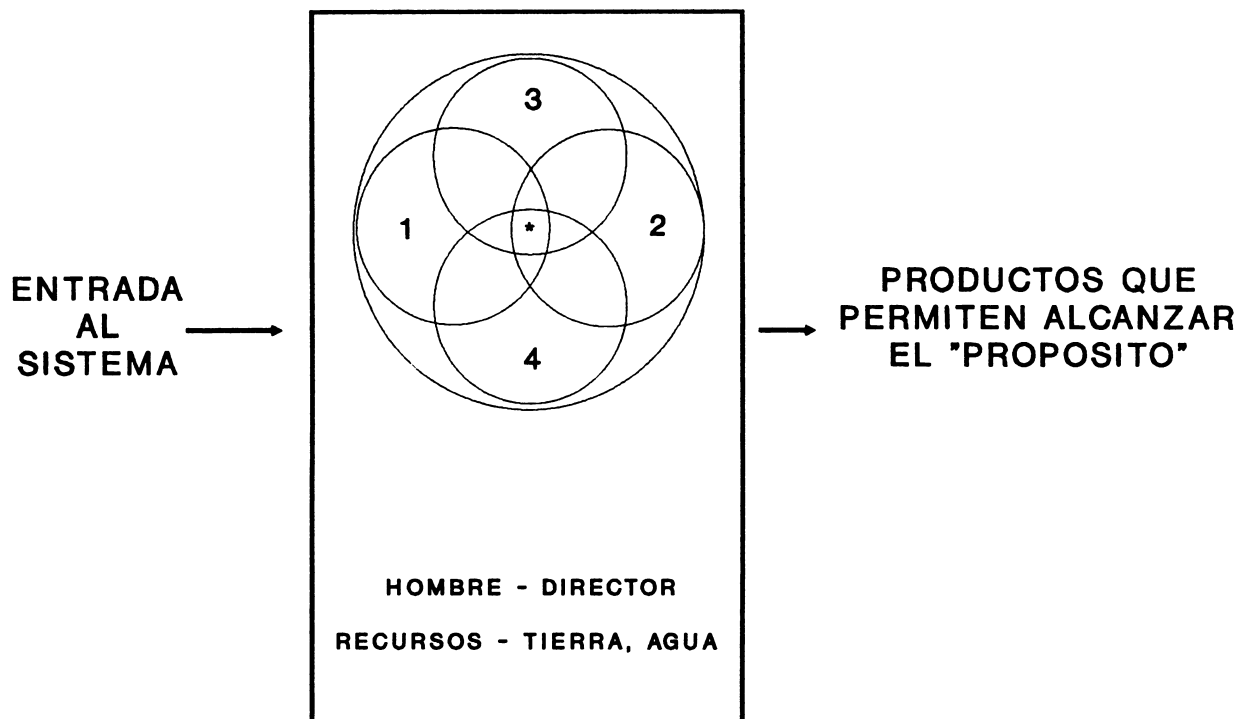 3
1
*
2
4
ENTRADA
AL
SISTEMA
PRODUCTOS QUE
PERMITEN ALCANZAR
EL "PROPOSITO"
HOMBRE - DIRECTOR
RECURSOS - TIERRA, AGUA